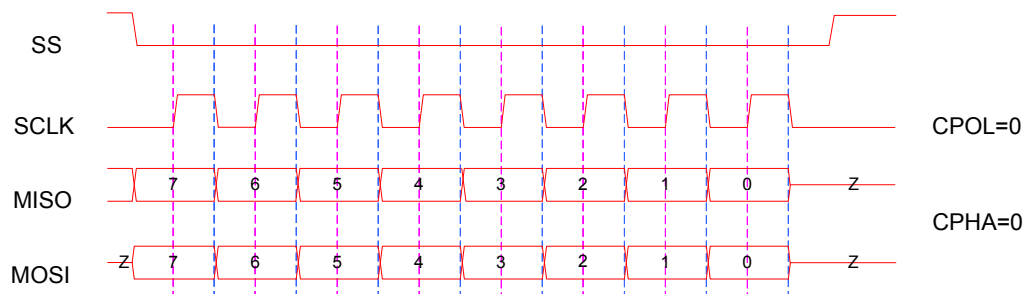 SS
SCLK CPOL=0
MISO 7 6 5 4 3 2 1 0 Z
CPHA=0
MOSI Z 7 6 5 4 3 2 1 0 Z